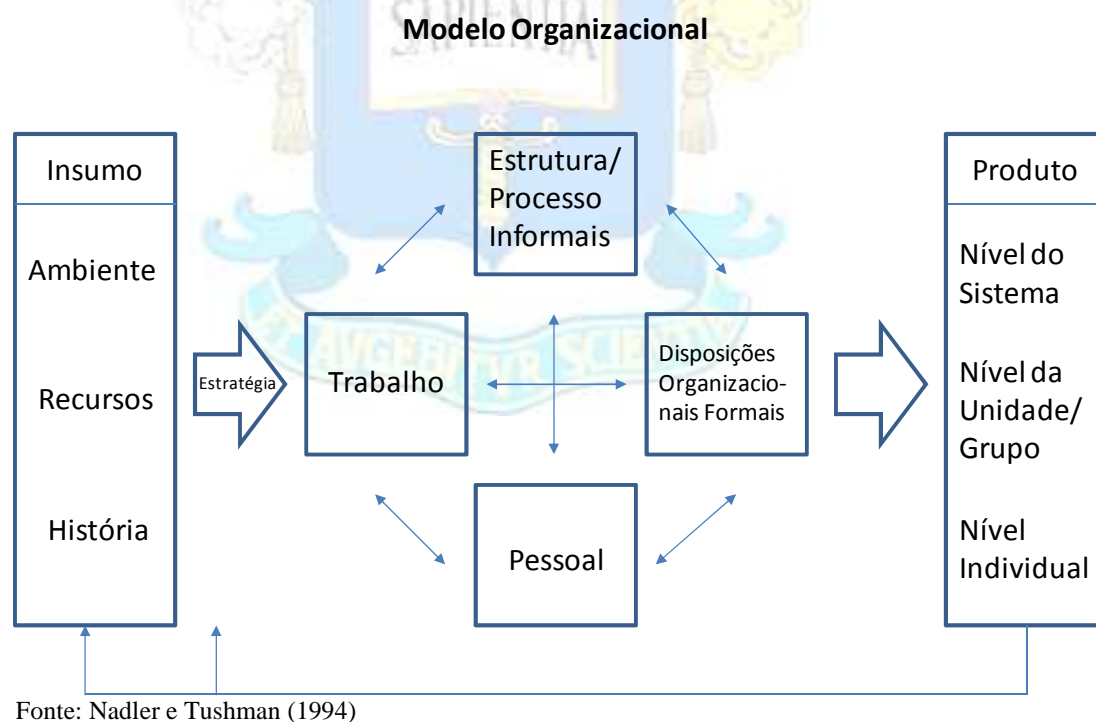 Modelo Organizacional
SAPIENTIA
Insumo
Ambiente
Recursos
História
Estratégia
Estrutura/
Processo
Informais
Trabalho
Disposições
Organizacio-
nais Formais
Pessoal
Produto
Nível do
Sistema
Nível da
Unidade/
Grupo
Nível
Individual
Fonte: Nadler e Tushman (1994)